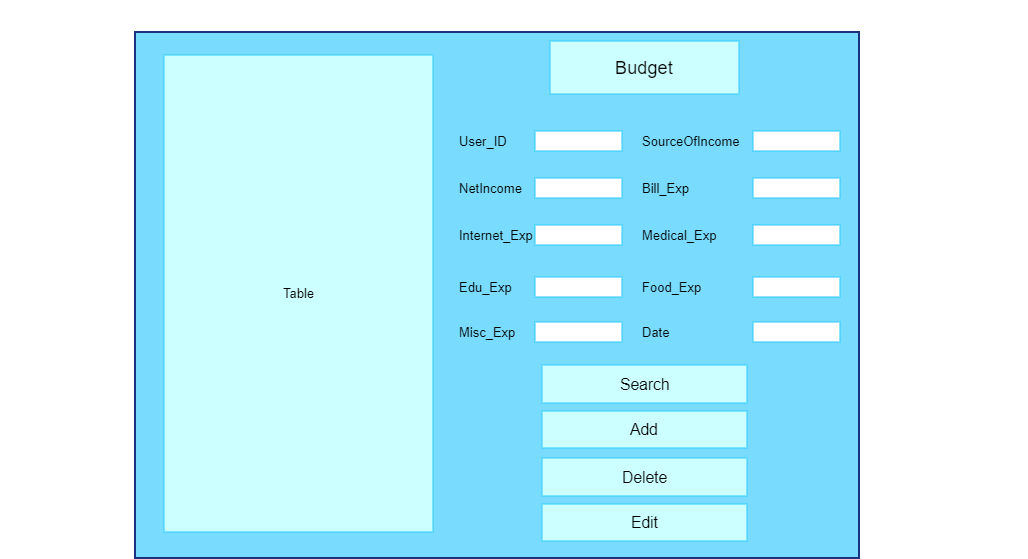 Budget
User_ID
SourceOfIncome
NetIncome
Bill_Exp
Internet_Exp
Medical_Exp
Edu_Exp
Food_Exp
Misc_Exp
Date
Table
Search
Add
Delete
Edit